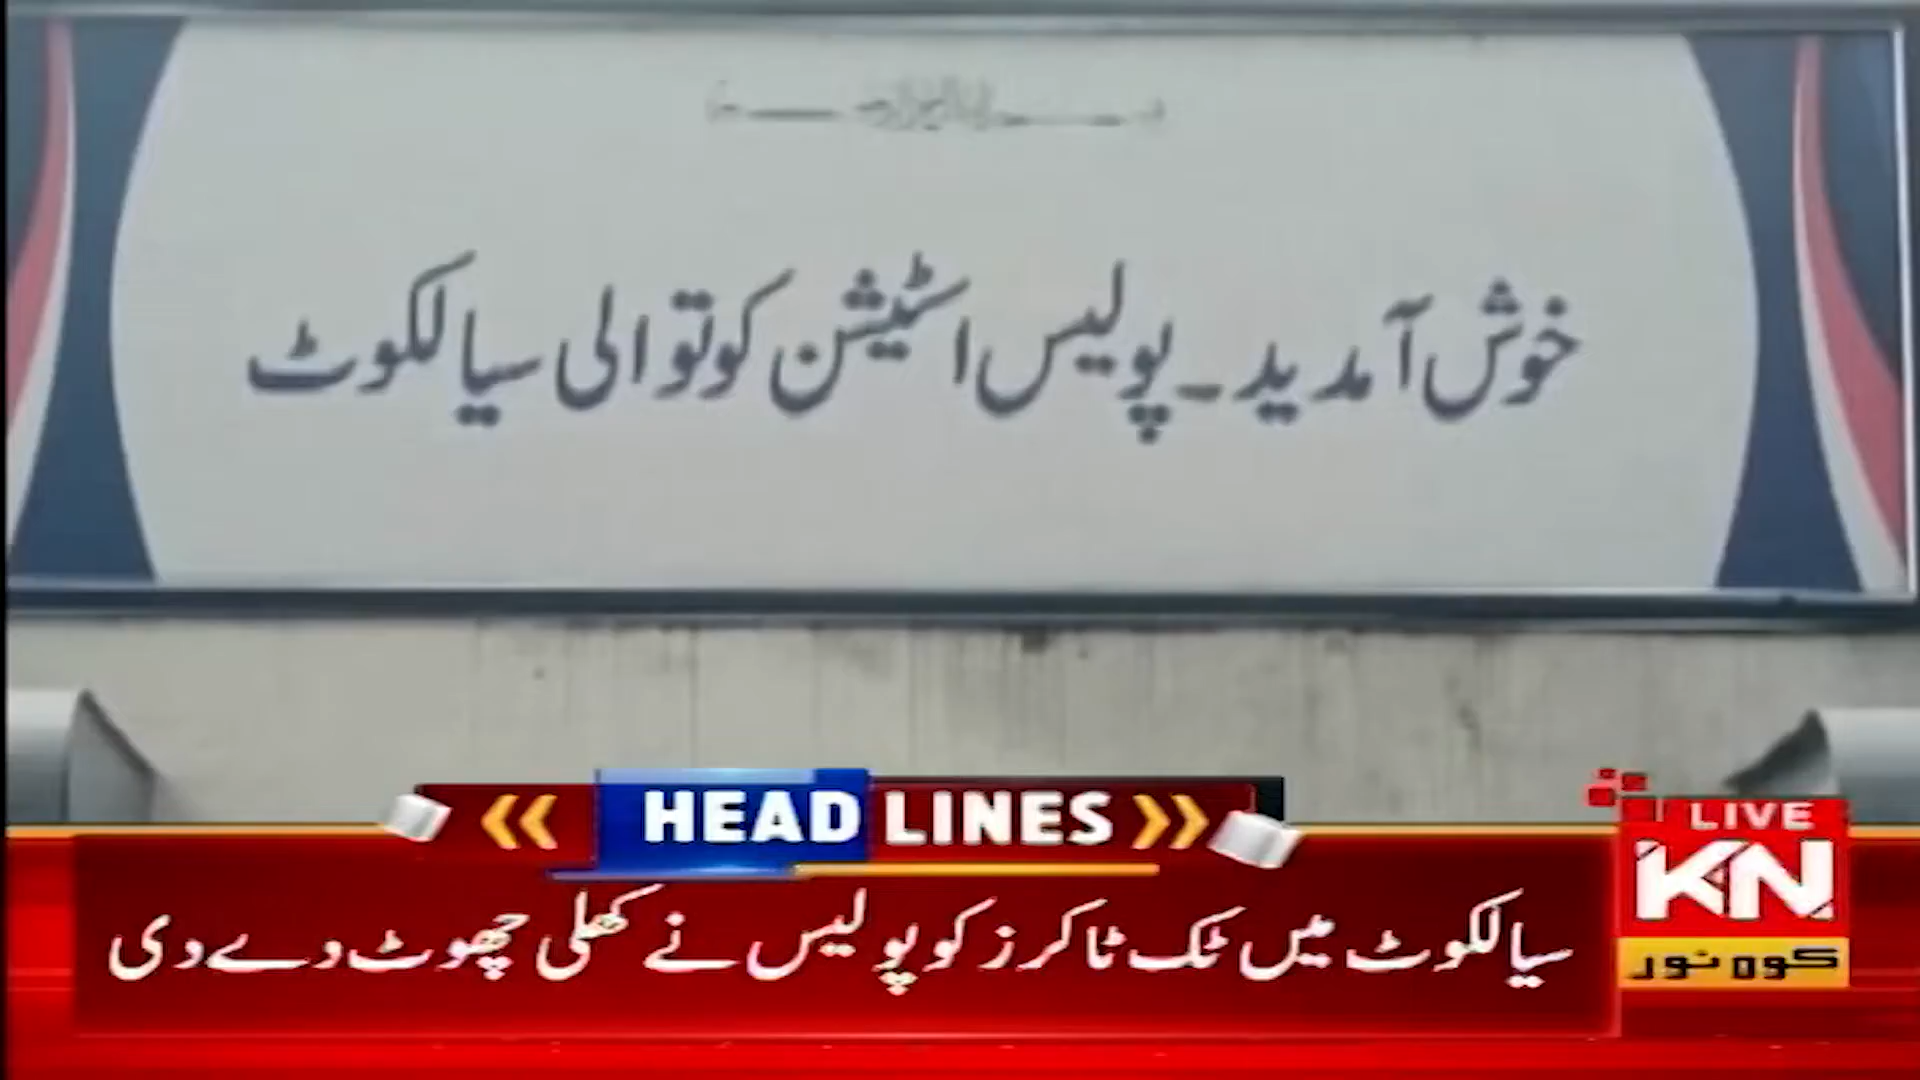 خوش آمدید۔پولیس اسٹیشن کوتوالی سیالکوٹ
HEAD LINES
LIVE
KN
کوہ نور
سیالکوٹ میں ٹک ٹاکرز کو پولیس نے کھلی چھوٹ دے دی